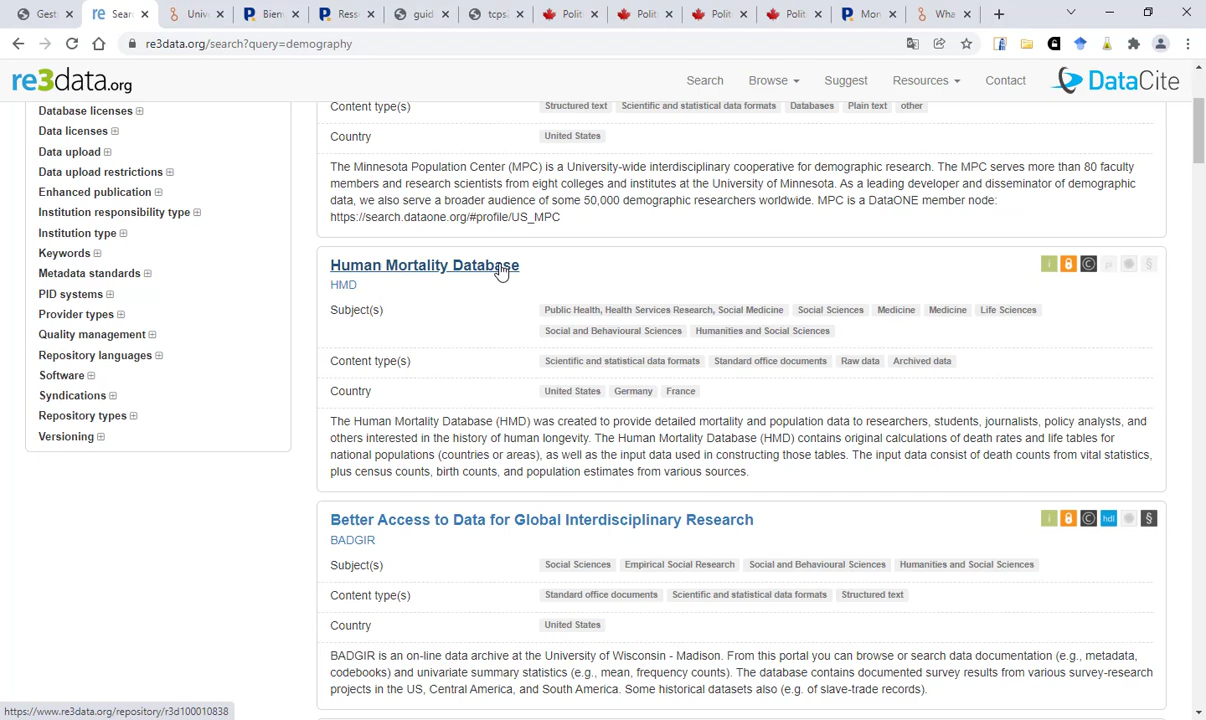 Gest
re Sear
Univ
Bien
Ress
guid
tcps.
Polit
Polit
Polit
Polit
Mon
Wha
re3data.org/search?query=demography
re3data.org
Search
Browse
Suggest
Resources
Contact
DataCite
Database licenses
Data licenses
Data upload
Data upload restrictions
Enhanced publication
Institution responsibility type
Institution type
Keywords
Metadata standards
PID systems
Provider types
Quality management
Repository languages
Software
Syndications
Repository types
Versioning
Content type(s) Structured text Scientific and statistical data formats Databases Plain text other
Country United States
The Minnesota Population Center (MPC) is a University-wide interdisciplinary cooperative for demographic research. The MPC serves more than 80 faculty
members and research scientists from eight colleges and institutes at the University of Minnesota. As a leading developer and disseminator of demographic
data, we also serve a broader audience of some 50,000 demographic researchers worldwide. MPC is a DataONE member node:
https://search.dataone.org/#profile/US_MPC
Human Mortality Database
HMD
Subject(s) Public Health, Health Services Research, Social Medicine Social Sciences Medicine Medicine Life Sciences
Social and Behavioural Sciences Humanities and Social Sciences
Content type(s) Scientific and statistical data formats Standard office documents Raw data Archived data
Country United States Germany France
The Human Mortality Database (HMD) was created to provide detailed mortality and population data to researchers, students, journalists, policy analysts, and
others interested in the history of human longevity. The Human Mortality Database (HMD) contains original calculations of death rates and life tables for
national populations (countries or areas), as well as the input data used in constructing those tables. The input data consist of death counts from vital statistics,
plus census counts, birth counts, and population estimates from various sources.
Better Access to Data for Global Interdisciplinary Research
hdl §
BADGIR
Subject(s) Social Sciences Empirical Social Research Social and Behavioural Sciences Humanities and Social Sciences
Content type(s) Standard office documents Scientific and statistical data formats Structured text
Country United States
BADGIR is an on-line data archive at the University of Wisconsin - Madison. From this portal you can browse or search data documentation (e.g., metadata,
codebooks) and univariate summary statistics (e.g., mean, frequency counts). The database contains documented survey results from various survey-research
projects in the US, Central America, and South America. Some historical datasets also (e.g. of slave-trade records).
https://www.re3data.org/repository/r3d100010838